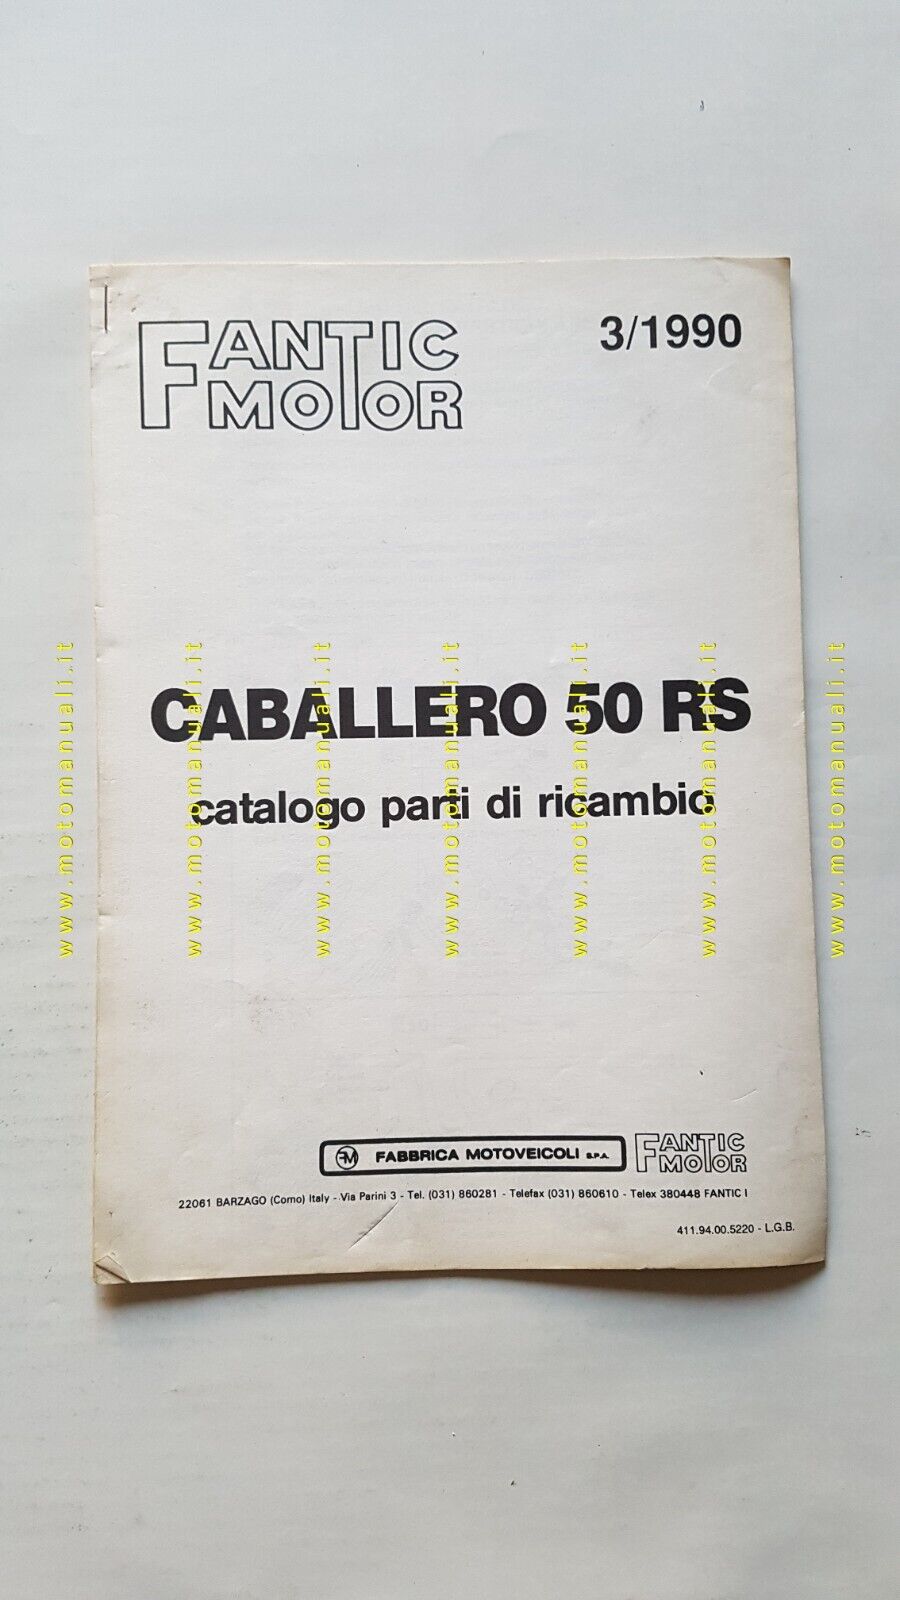 FANTIC
MOTOR
3/1990
CABALLERO 50 RS
catalogo parti di ricambio
www.motomanuali.it
www.motomanuali.it
www.motomanuali.it
www.motomanuali.it
www.motomanuali.it
www.motomanuali.it
www.motomanuali.it
FM FABBRICA MOTOVEICOLI S.P.A.
FANTIC
MOTOR
22061 BARZAGO (Como) Italy - Via Parini 3 - Tel. (031) 860281 - Telefax (031) 860610 - Telex 380448 FANTIC I
411.94.00.5220 - L.G.B.